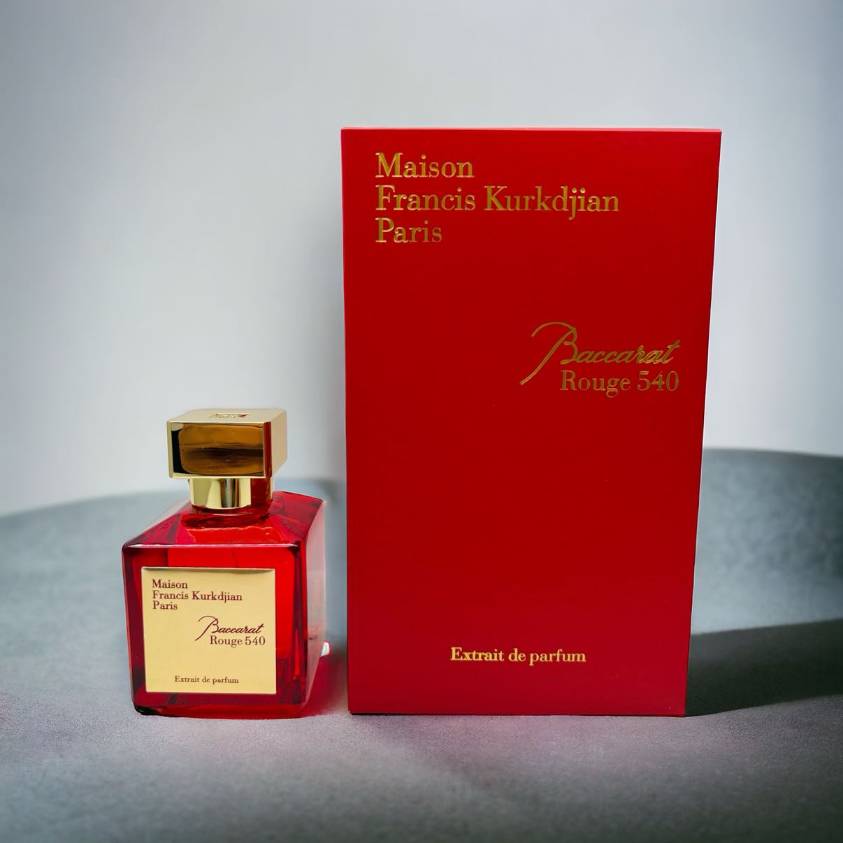 Maison
Francis Kurkdjian
Paris
Baccarat
Rouge 540
Extrait de parfum
Maison
Francis Kurkdjian
Paris
Baccarat
Rouge 540
Extrait de parfum